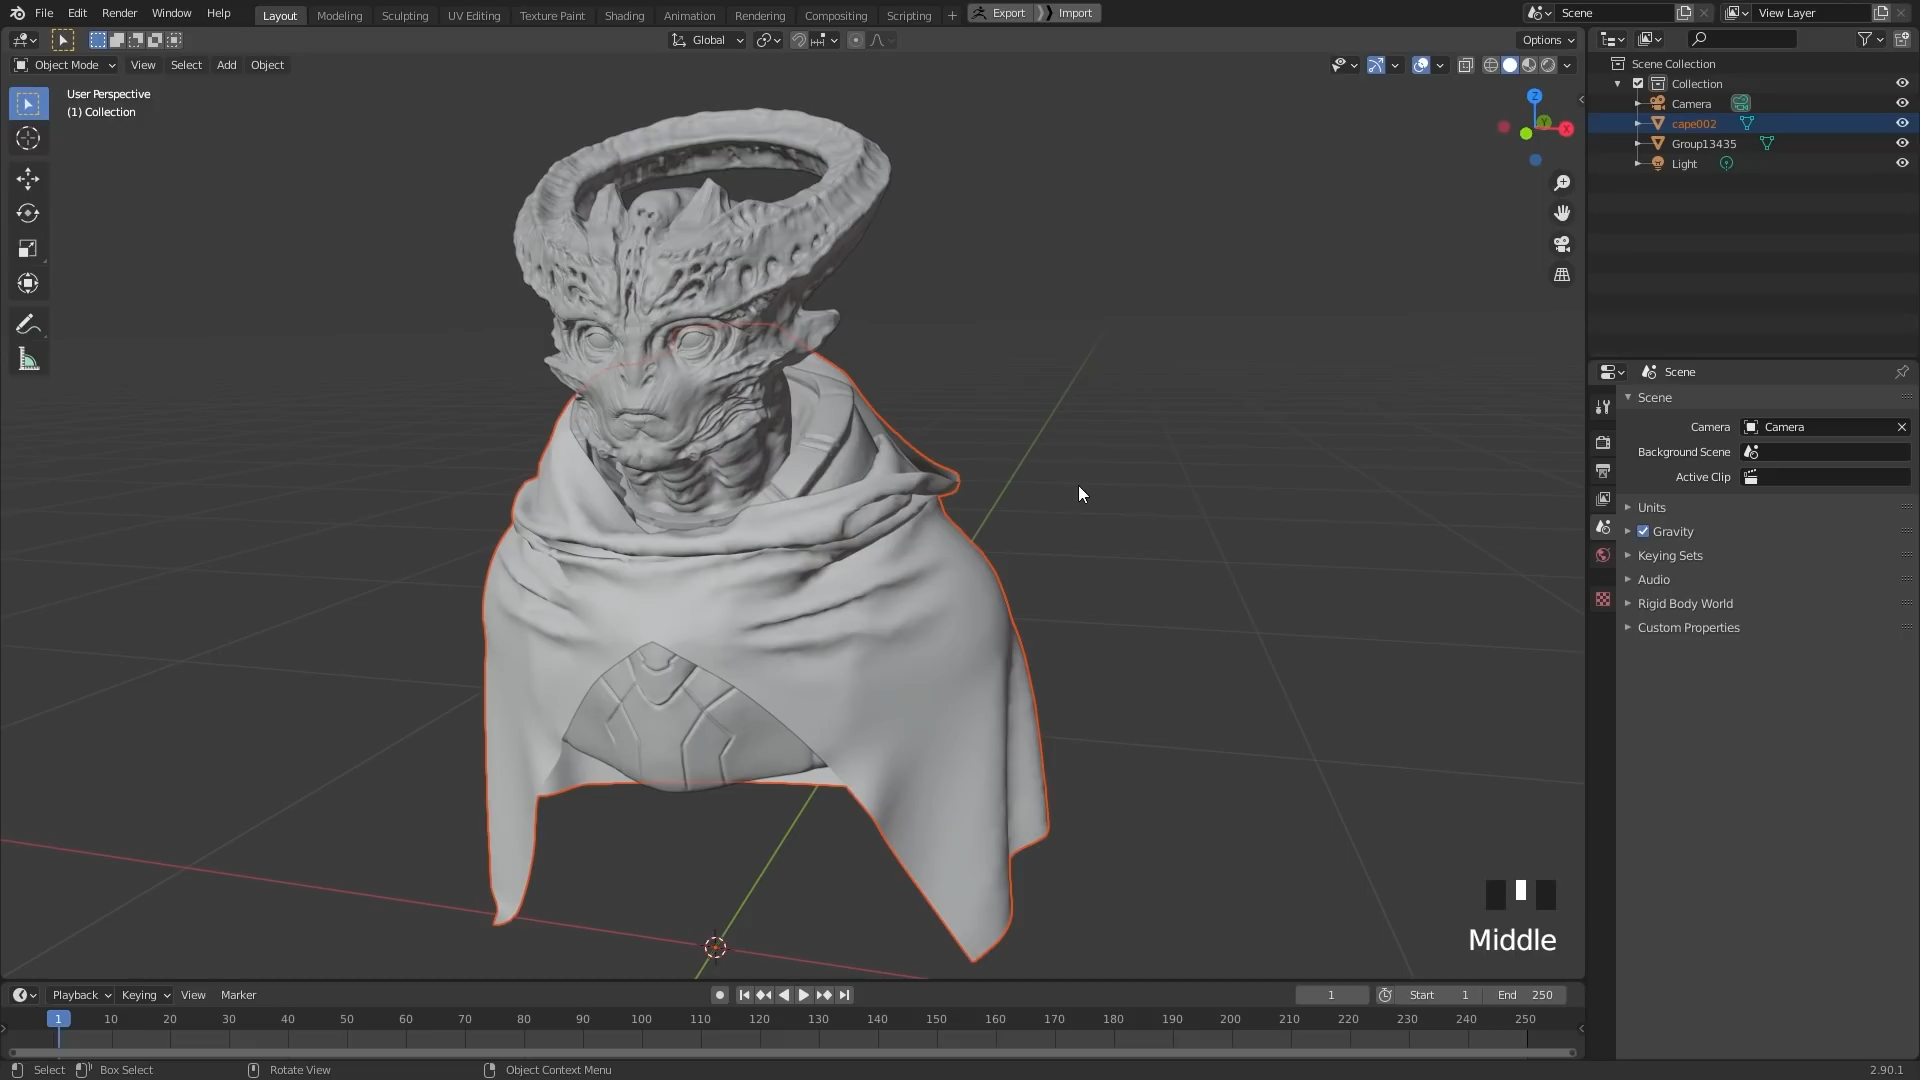 File Edit Render Window Help Layout Modeling Sculpting UV Editing Texture Paint Shading Animation Rendering Compositing Scripting + Export Import Scene View Layer
Global Options
Object Mode View Select Add Object
User Perspective
(1) Collection
Z
Y
X
Middle
Scene Collection
Collection
Camera
cape002
Group13435
Light
Scene
Scene
Camera Camera
Background Scene
Active Clip
Units
Gravity
Keying Sets
Audio
Rigid Body World
Custom Properties
Playback Keying View Marker 1 Start 1 End 250
1 10 20 30 40 50 60 70 80 90 100 110 120 130 140 150 160 170 180 190 200 210 220 230 240 250
Select Box Select Rotate View Object Context Menu 2.90.1